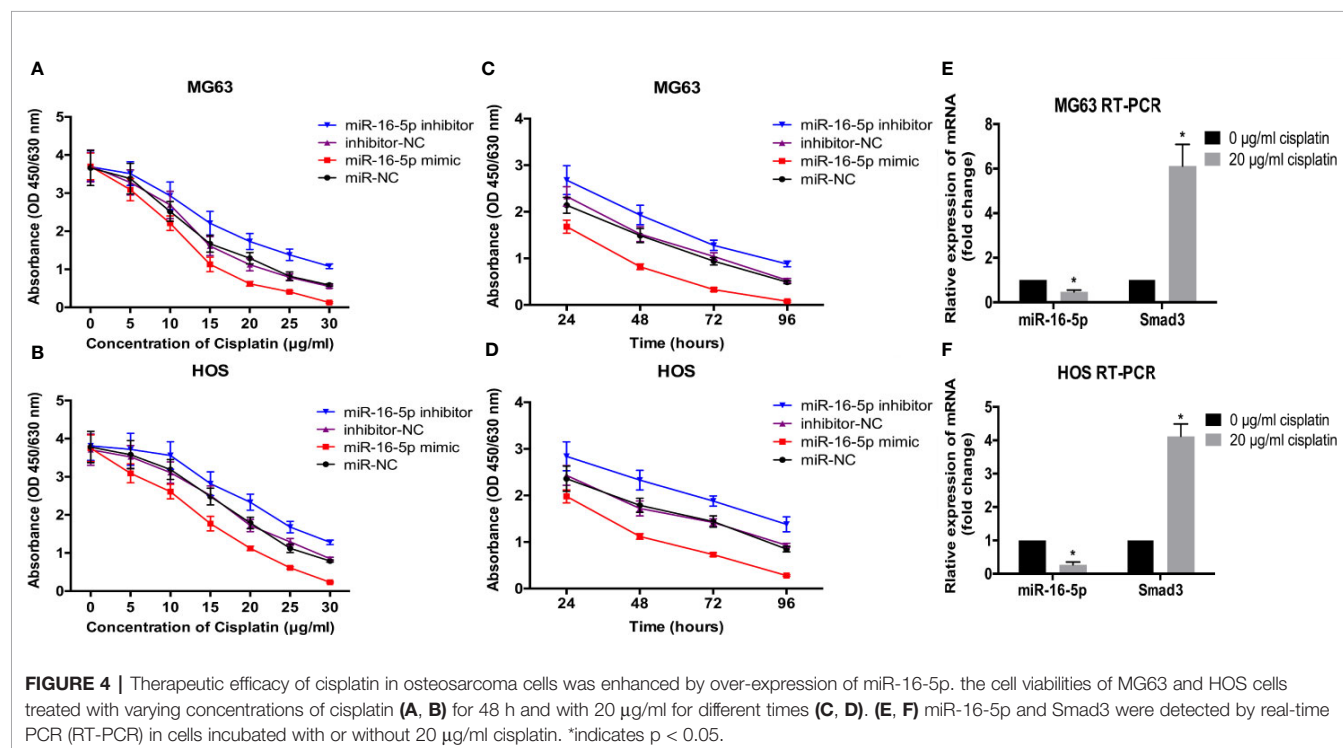 A
MG63
Absorbance (OD 450/630 nm)
5
4
3
2
1
0
0 5 10 15 20 25 30
Concentration of Cisplatin (µg/ml)
miR-16-5p inhibitor
inhibitor-NC
miR-16-5p mimic
miR-NC
B
HOS
Absorbance (OD 450/630 nm)
5
4
3
2
1
0
0 5 10 15 20 25 30
Concentration of Cisplatin (µg/ml)
miR-16-5p inhibitor
inhibitor-NC
miR-16-5p mimic
miR-NC
C
MG63
Absorbance (OD 450/630 nm)
4
3
2
1
0
24 48 72 96
Time (hours)
miR-16-5p inhibitor
inhibitor-NC
miR-16-5p mimic
miR-NC
D
HOS
Absorbance (OD 450/630 nm)
4
3
2
1
0
24 48 72 96
Time (hours)
miR-16-5p inhibitor
inhibitor-NC
miR-16-5p mimic
miR-NC
E
MG63 RT-PCR
Rlative expression of mRNA
(fold change)
8
6
4
2
0
*
*
miR-16-5p Smad3
0 µg/ml cisplatin
20 µg/ml cisplatin
F
HOS RT-PCR
Rlative expression of mRNA
(fold change)
5
4
3
2
1
0
*
*
miR-16-5p Smad3
0 µg/ml cisplatin
20 µg/ml cisplatin
FIGURE 4 | Therapeutic efficacy of cisplatin in osteosarcoma cells was enhanced by over-expression of miR-16-5p. the cell viabilities of MG63 and HOS cells
treated with varying concentrations of cisplatin (A, B) for 48 h and with 20 µg/ml for different times (C, D). (E, F) miR-16-5p and Smad3 were detected by real-time
PCR (RT-PCR) in cells incubated with or without 20 µg/ml cisplatin. *indicates p < 0.05.